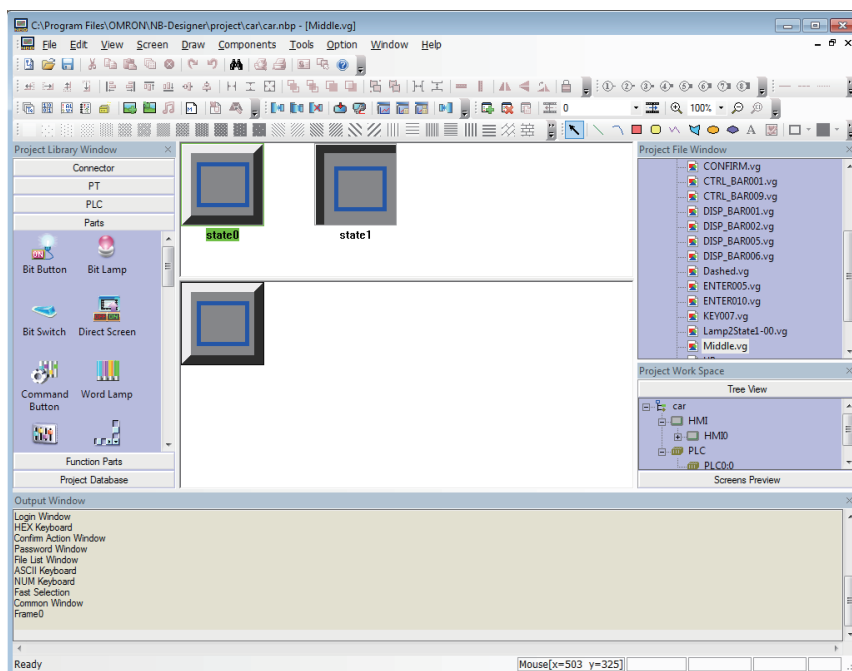 C:\Program Files\OMRON\NB-Designer\project\car\car.nbp - [Middle.vg]
File Edit View Screen Draw Components Tools Option Window Help
0 100%
Project Library Window
Connector
PT
PLC
Parts
Bit Button Bit Lamp
Bit Switch Direct Screen
Command Button Word Lamp
Function Parts
Project Database
state0 state1
Project File Window
CONFIRM.vg
CTRL_BAR001.vg
CTRL_BAR009.vg
DISP_BAR001.vg
DISP_BAR002.vg
DISP_BAR005.vg
DISP_BAR006.vg
Dashed.vg
ENTER005.vg
ENTER010.vg
KEY007.vg
Lamp2State1-00.vg
Middle.vg
Project Work Space
Tree View
car
HMI
HMI0
PLC
PLC0:0
Screens Preview
Output Window
Login Window
HEX Keyboard
Confirm Action Window
Password Window
File List Window
ASCII Keyboard
NUM Keyboard
Fast Selection
Common Window
Frame0
Ready Mouse[x=503 y=325]